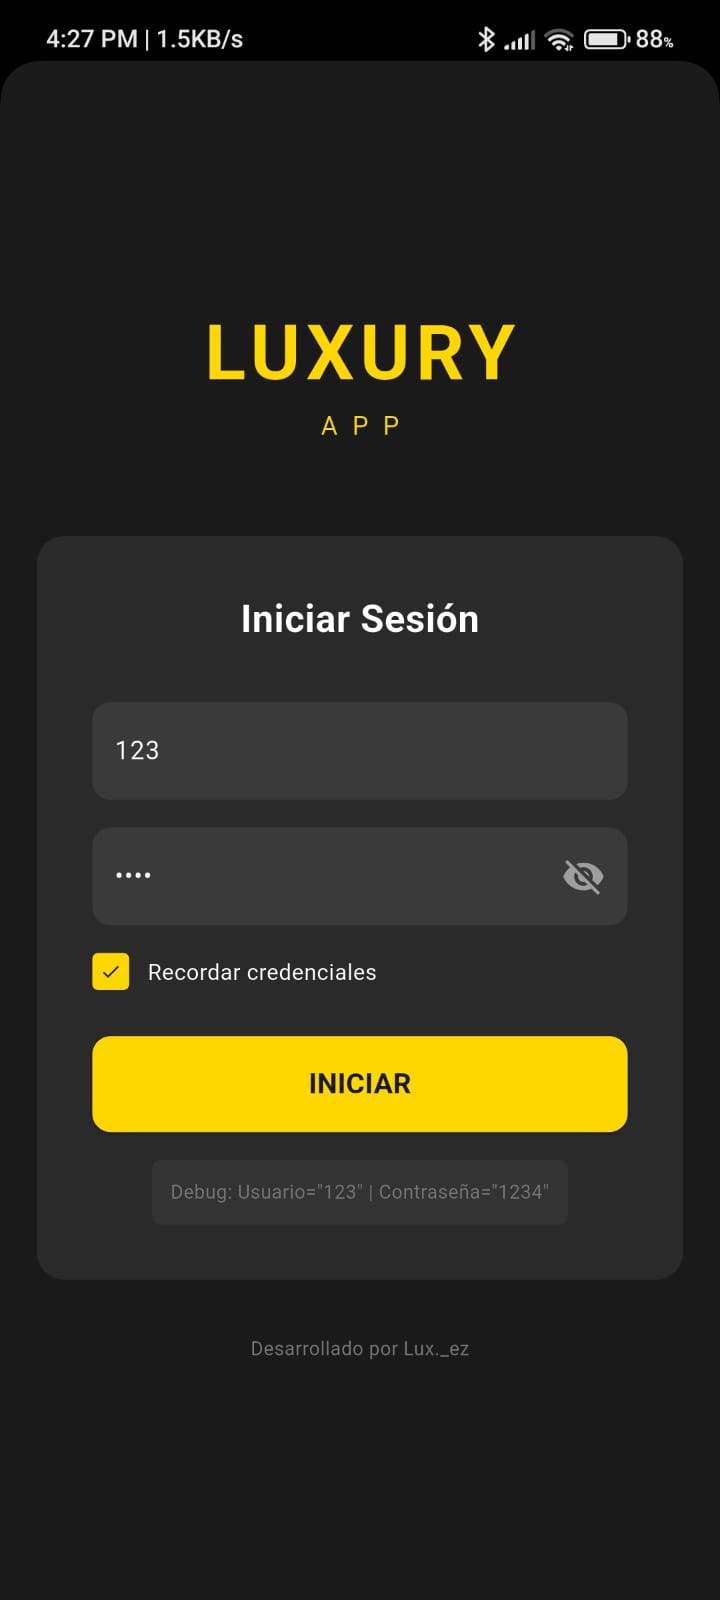 4:27 PM | 1.5KB/s 88%
LUXURY
APP
Iniciar Sesión
123
••••
Recordar credenciales
INICIAR
Debug: Usuario="123" | Contraseña="1234"
Desarrollado por Lux._ez